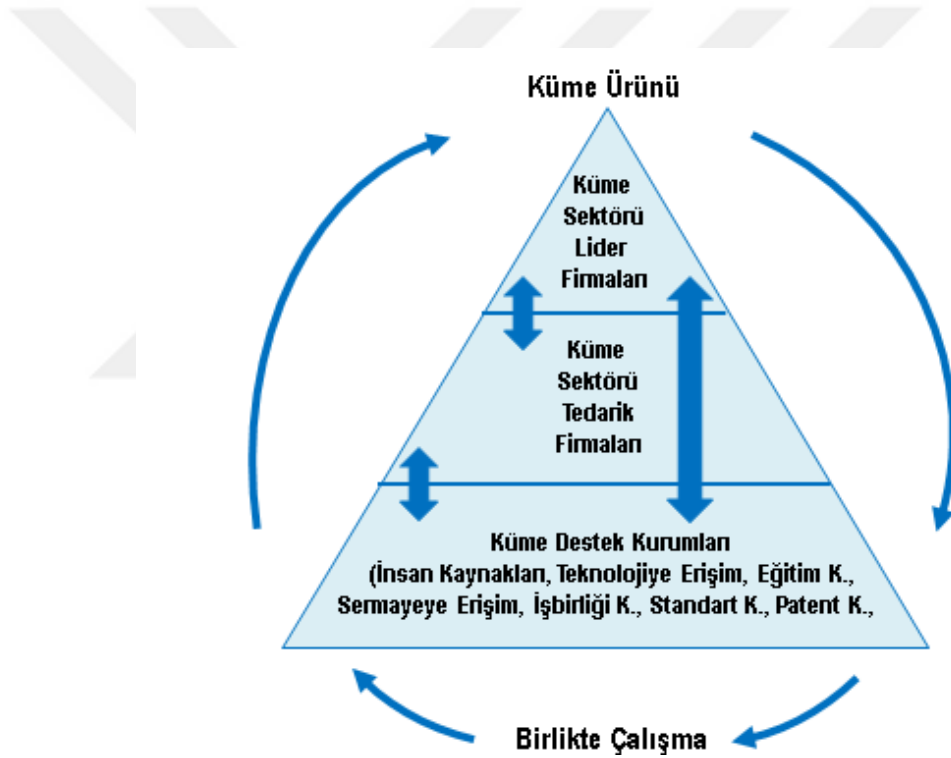 Küme Ürünü
Küme
Sektörü
Lider
Firmaları
Küme
Sektörü
Tedarik
Firmaları
Küme Destek Kurumları
(İnsan Kaynakları, Teknolojiye Erişim, Eğitim K.,
Sermayeye Erişim, İşbirliği K., Standart K., Patent K.,
Birlikte Çalışma